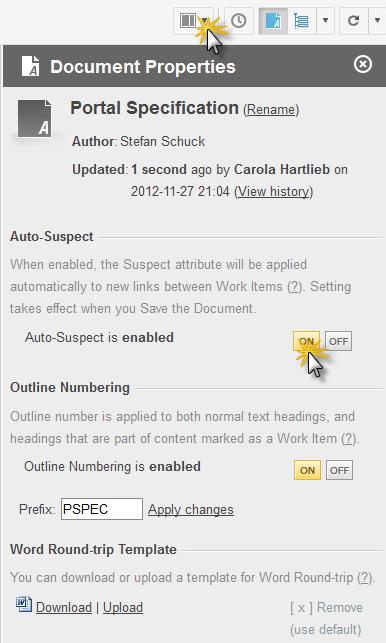 Document Properties
Portal Specification (Rename)
Author: Stefan Schuck
Updated: 1 second ago by Carola Hartlieb on
2012-11-27 21:04 (View history)
Auto-Suspect
When enabled, the Suspect attribute will be applied
automatically to new links between Work Items (?). Setting
takes effect when you Save the Document.
Auto-Suspect is enabled ON OFF
Outline Numbering
Outline number is applied to both normal text headings, and
headings that are part of content marked as a Work Item (?).
Outline Numbering is enabled ON OFF
Prefix: PSPEC Apply changes
Word Round-trip Template
You can download or upload a template for Word Round-trip (?).
Download | Upload [ x ] Remove
(use default)